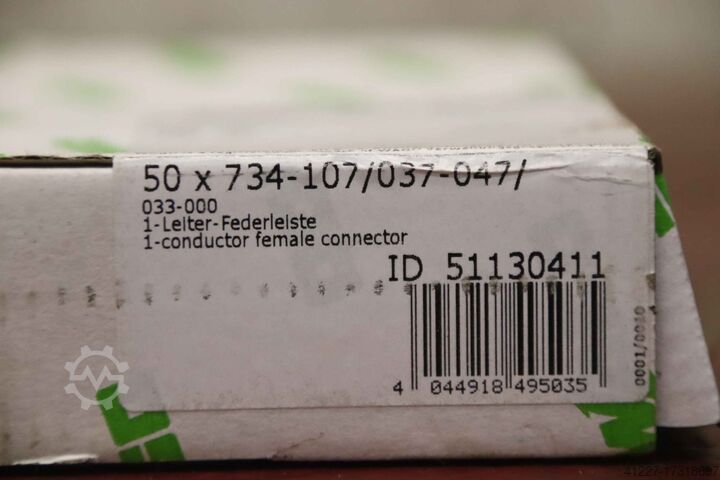 50 x 734-107/037-047/
033-000
1-Leiter-Federleiste
1-conductor female connector
ID 51130411
4 044918 495035
0001/0010